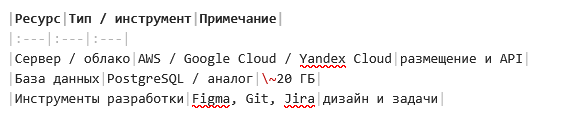 |Ресурс|Тип / инструмент|Примечание|
|:---|:---|:---|
|Сервер / облако|AWS / Google Cloud / Yandex Cloud|размещение и API|
|База данных|PostgreSQL / аналог|\~20 ГБ|
|Инструменты разработки|Figma, Git, Jira|дизайн и задачи|